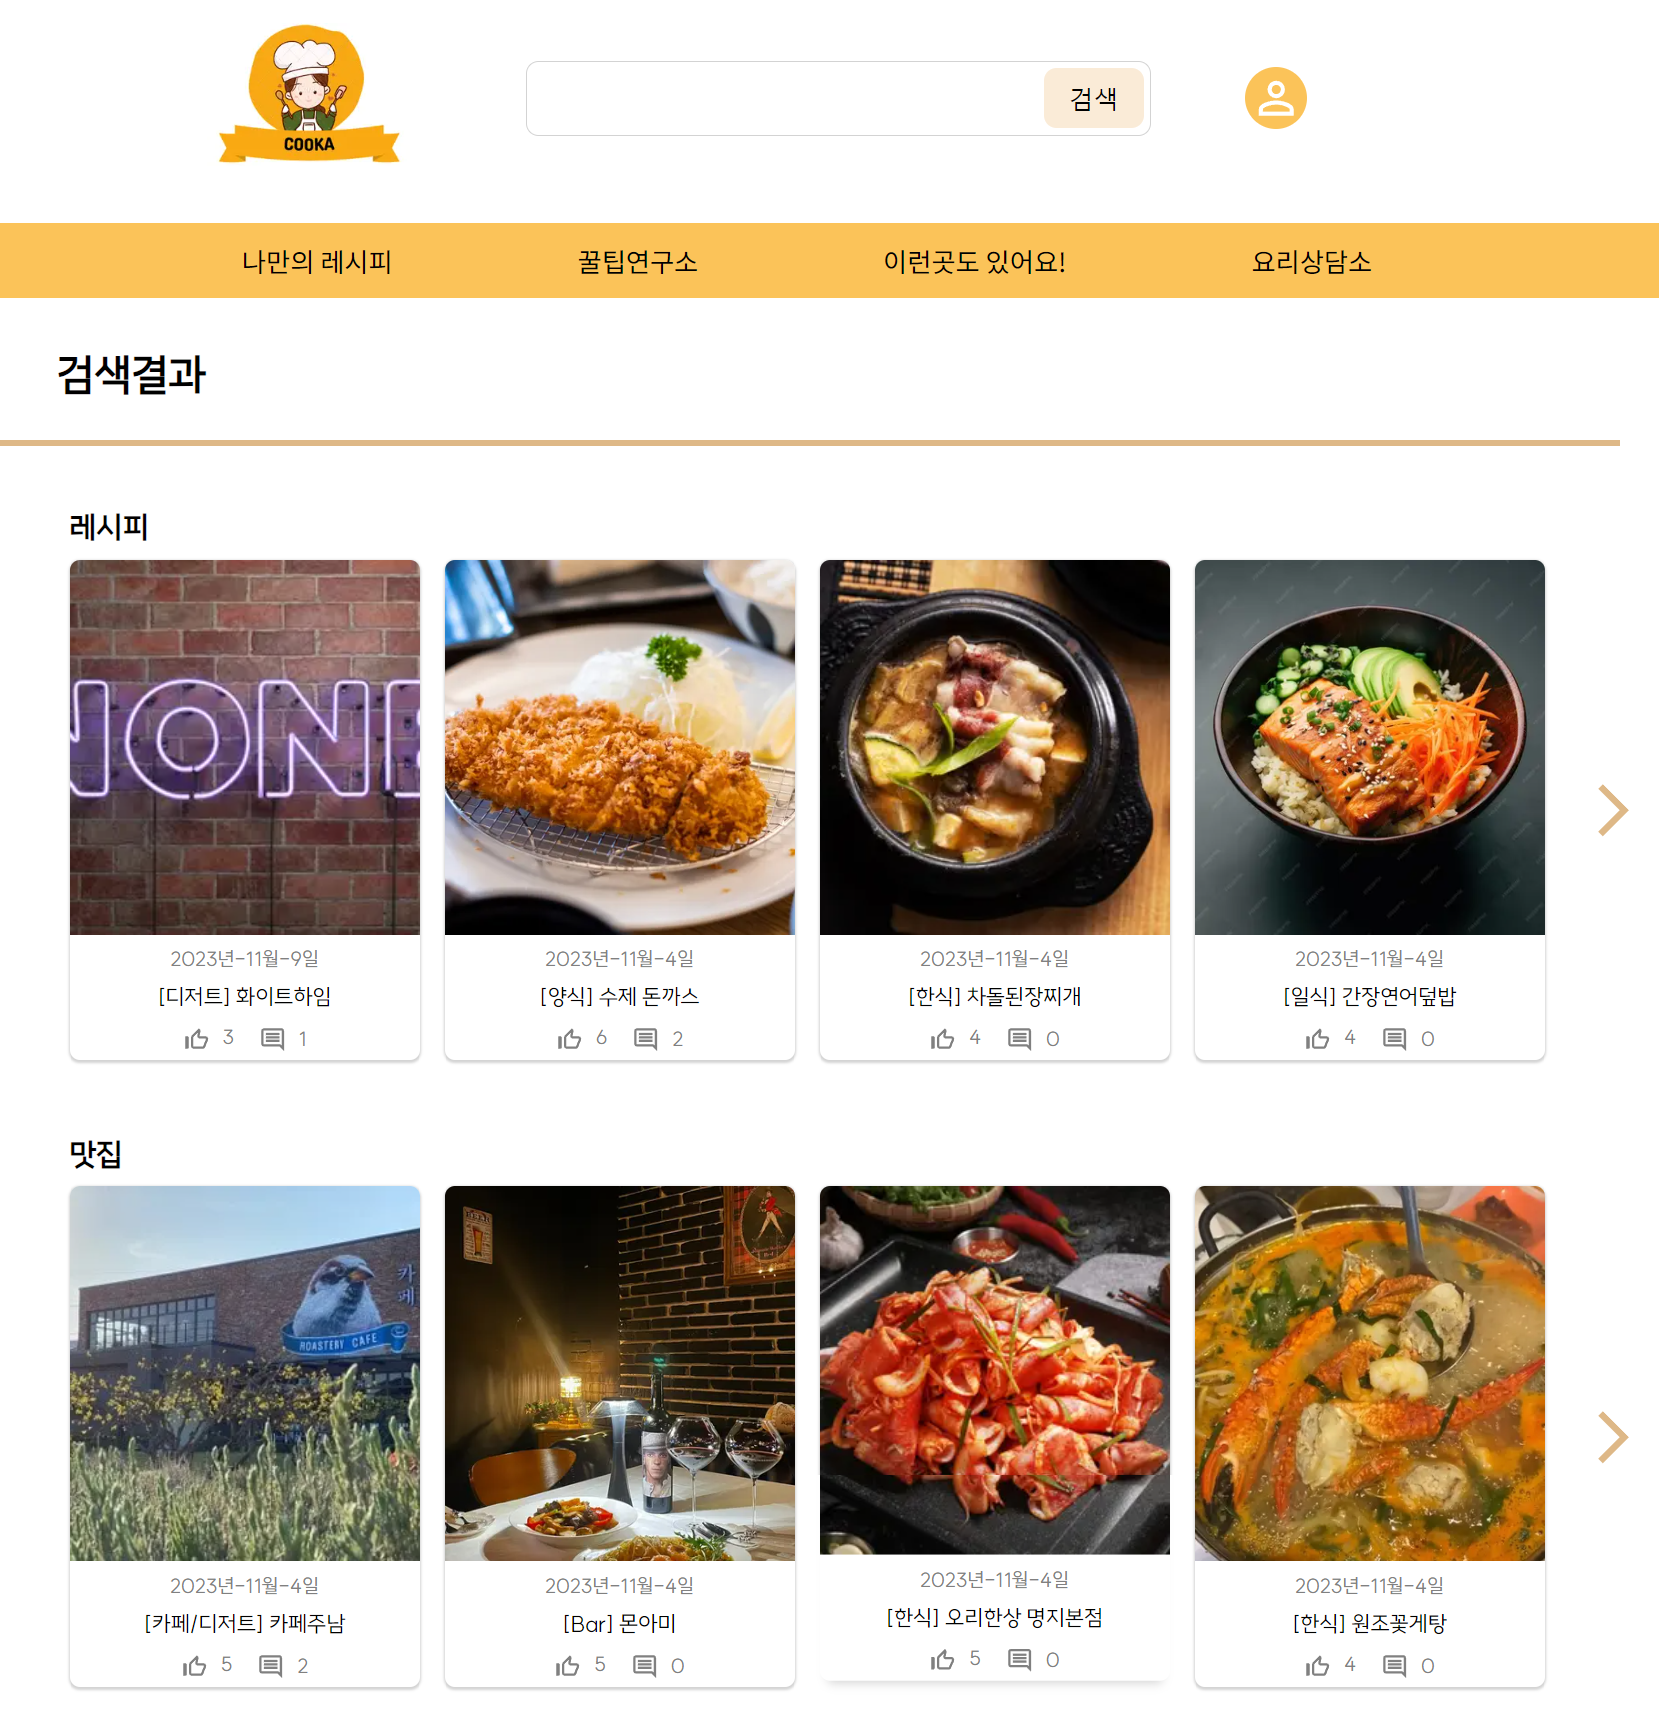 COOKA
검색
나만의 레시피
꿀팁연구소
이런곳도 있어요!
요리상담소
검색결과
레시피
NONE
2023년-11월-9일
[디저트] 화이트하임
3 1
2023년-11월-4일
[양식] 수제 돈까스
6 2
2023년-11월-4일
[한식] 차돌된장찌개
4 0
2023년-11월-4일
[일식] 간장연어덮밥
4 0
맛집
카페
ROASTERY CAFE
2023년-11월-4일
[카페/디저트] 카페주남
5 2
2023년-11월-4일
[Bar] 몬아미
5 0
2023년-11월-4일
[한식] 오리한상 명지본점
5 0
2023년-11월-4일
[한식] 원조꽃게탕
4 0